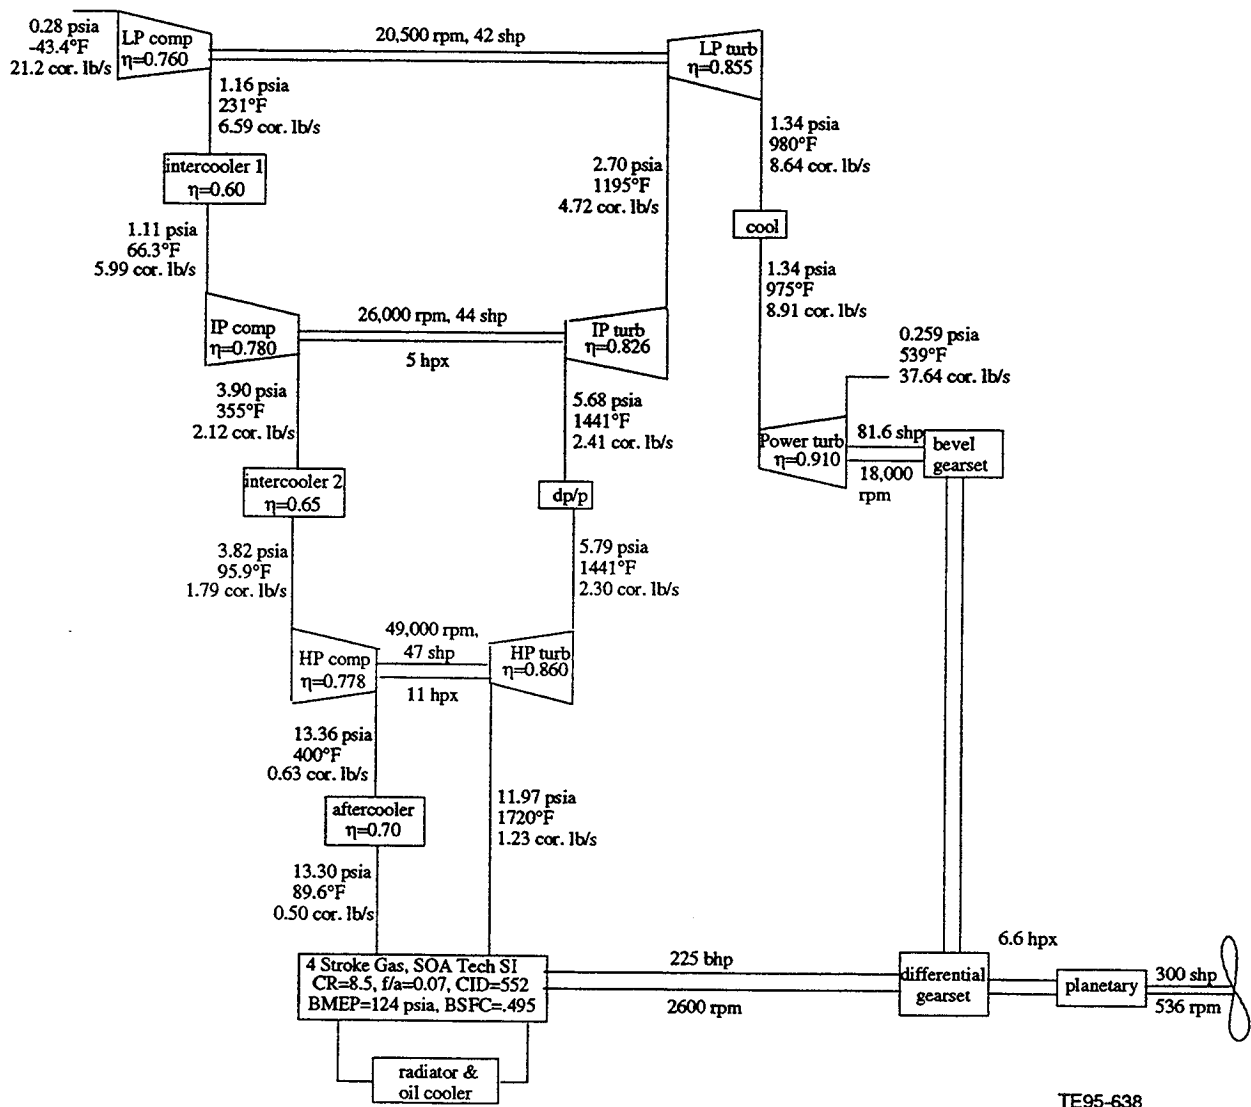 0.28 psia
-43.4°F
21.2 cor. lb/s
LP comp
η=0.760
20,500 rpm, 42 shp
LP turb
η=0.855
1.16 psia
231°F
6.59 cor. lb/s
intercooler 1
η=0.60
1.11 psia
66.3°F
5.99 cor. lb/s
2.70 psia
1195°F
4.72 cor. lb/s
1.34 psia
980°F
8.64 cor. lb/s
cool
1.34 psia
975°F
8.91 cor. lb/s
IP comp
η=0.780
26,000 rpm, 44 shp
5 hpx
IP turb
η=0.826
0.259 psia
539°F
37.64 cor. lb/s
3.90 psia
355°F
2.12 cor. lb/s
5.68 psia
1441°F
2.41 cor. lb/s
Power turb
η=0.910
81.6 shp
18,000
rpm
bevel
gearset
intercooler 2
η=0.65
dp/p
3.82 psia
95.9°F
1.79 cor. lb/s
5.79 psia
1441°F
2.30 cor. lb/s
HP comp
η=0.778
49,000 rpm,
47 shp
11 hpx
HP turb
η=0.860
13.36 psia
400°F
0.63 cor. lb/s
aftercooler
η=0.70
11.97 psia
1720°F
1.23 cor. lb/s
13.30 psia
89.6°F
0.50 cor. lb/s
4 Stroke Gas, SOA Tech SI
CR=8.5, f/a=0.07, CID=552
BMEP=124 psia, BSFC=.495
225 bhp
2600 rpm
differential
gearset
6.6 hpx
planetary
300 shp
536 rpm
radiator &
oil cooler
TE95-638